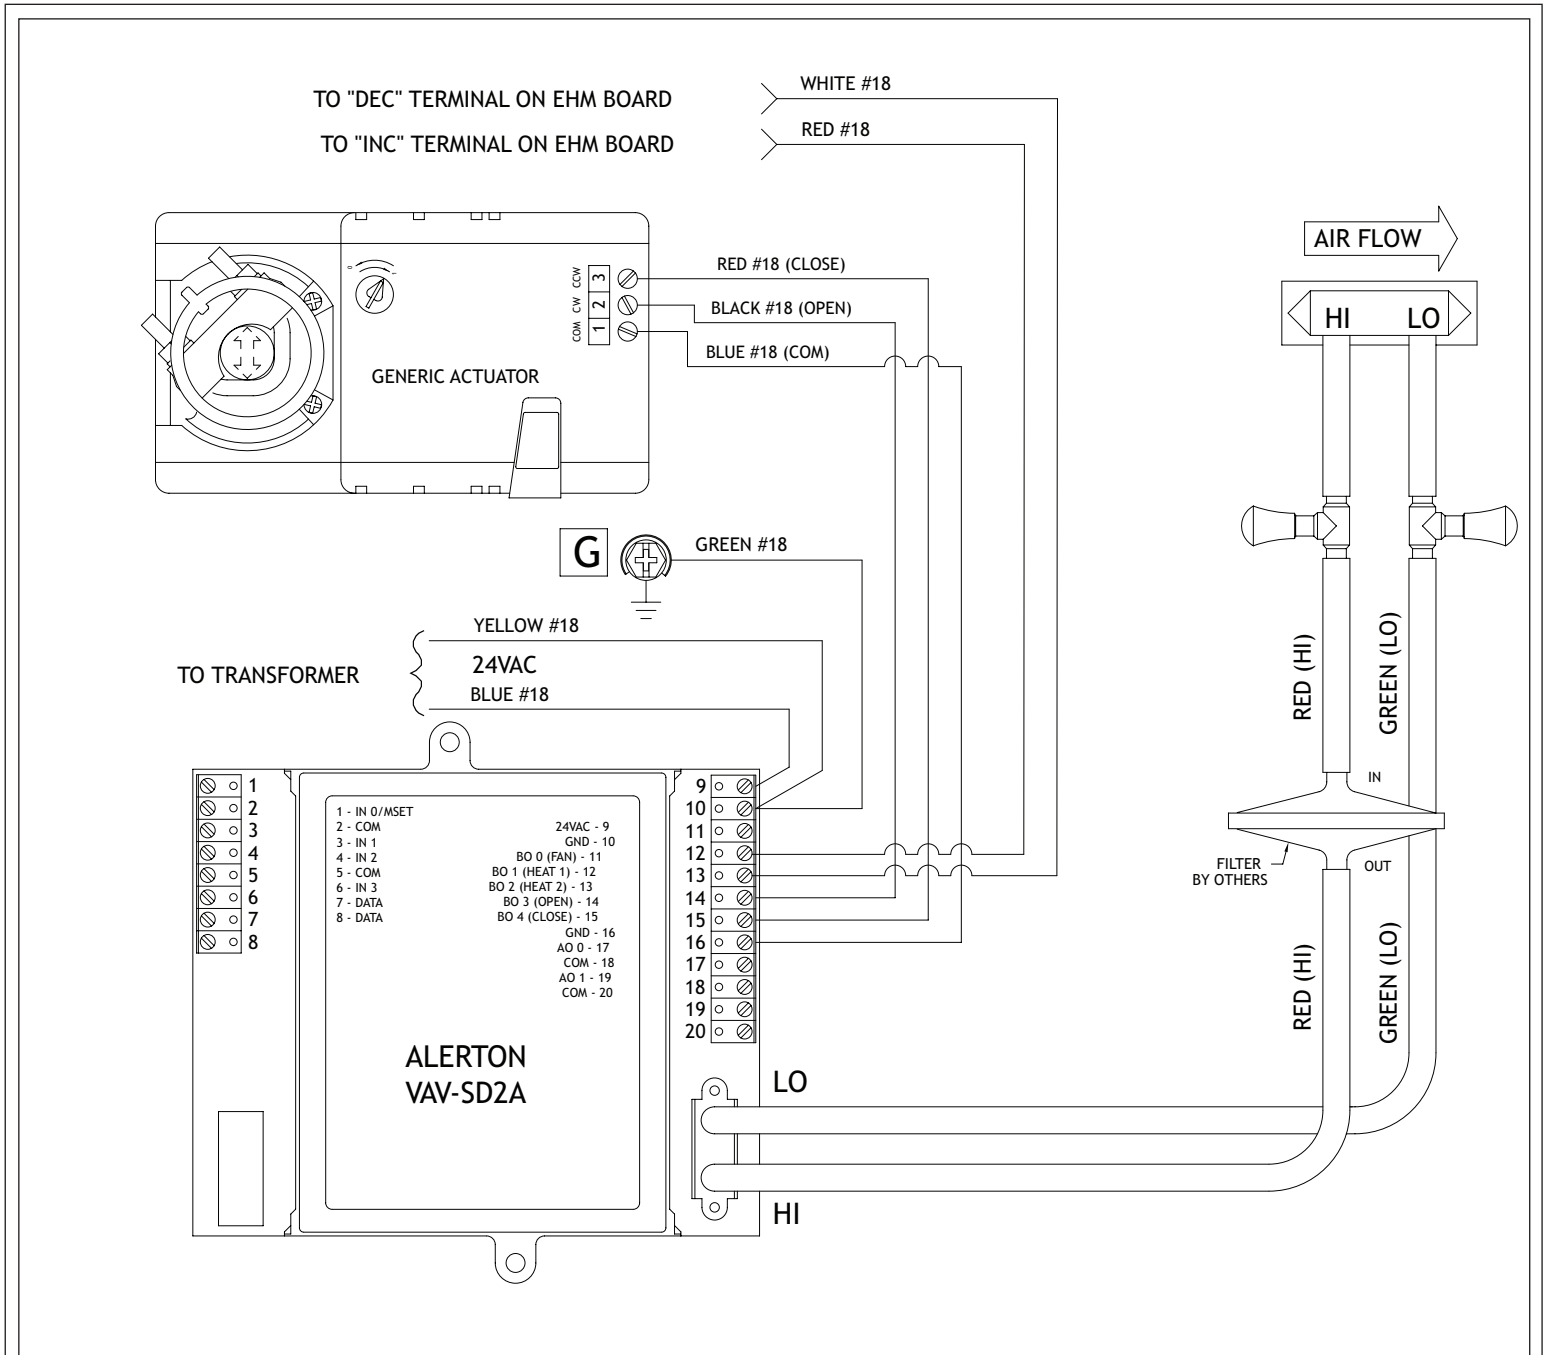 WHITE #18
TO "DEC" TERMINAL ON EHM BOARD
RED #18
TO "INC" TERMINAL ON EHM BOARD
AIR FLOW
HI LO
RED #18 (CLOSE)
BLACK #18 (OPEN)
BLUE #18 (COM)
CCW
CW
COM
3
2
1
GENERIC ACTUATOR
G
GREEN #18
YELLOW #18
24VAC
BLUE #18
TO TRANSFORMER
RED (HI)
GREEN (LO)
IN
OUT
FILTER
BY OTHERS
RED (HI)
GREEN (LO)
1
2
3
4
5
6
7
8
1 - IN 0/MSET
2 - COM
3 - IN 1
4 - IN 2
5 - COM
6 - IN 3
7 - DATA
8 - DATA
24VAC - 9
GND - 10
BO 0 (FAN) - 11
BO 1 (HEAT 1) - 12
BO 2 (HEAT 2) - 13
BO 3 (OPEN) - 14
BO 4 (CLOSE) - 15
GND - 16
AO 0 - 17
COM - 18
AO 1 - 19
COM - 20
9
10
11
12
13
14
15
16
17
18
19
20
ALERTON
VAV-SD2A
LO
HI